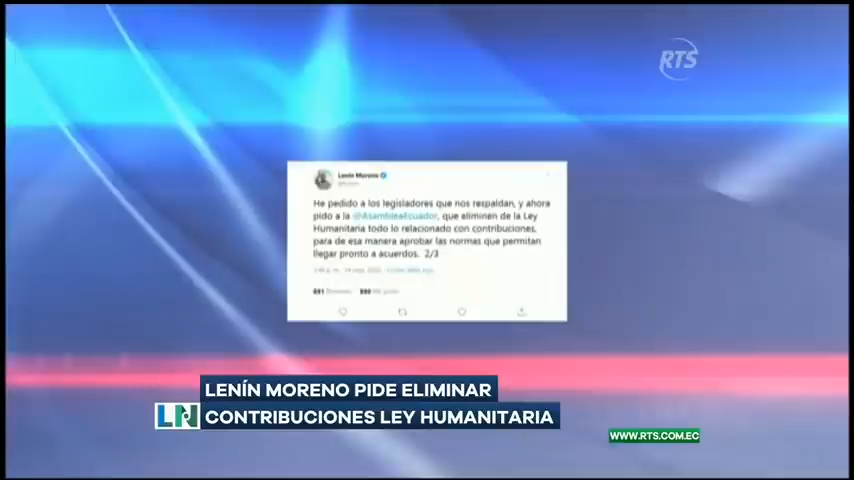 RTS
Lenín Moreno
He pedido a los legisladores que nos respaldan, y ahora
pido a la @AsambleaEcuador, que eliminen de la Ley
Humanitaria todo lo relacionado con contribuciones,
para de esa manera aprobar las normas que permitan
llegar pronto a acuerdos. 2/3
LENÍN MORENO PIDE ELIMINAR
LN CONTRIBUCIONES LEY HUMANITARIA
WWW.RTS.COM.EC